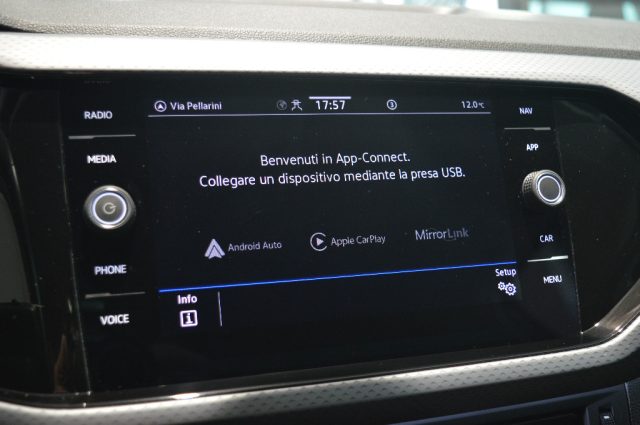 RADIO
MEDIA
PHONE
VOICE
Via Pellarini
17:57
3
12.0°C
Benvenuti in App-Connect.
Collegare un dispositivo mediante la presa USB.
Android Auto
Apple CarPlay
MirrorLink
Info
Setup
NAV
APP
CAR
MENU